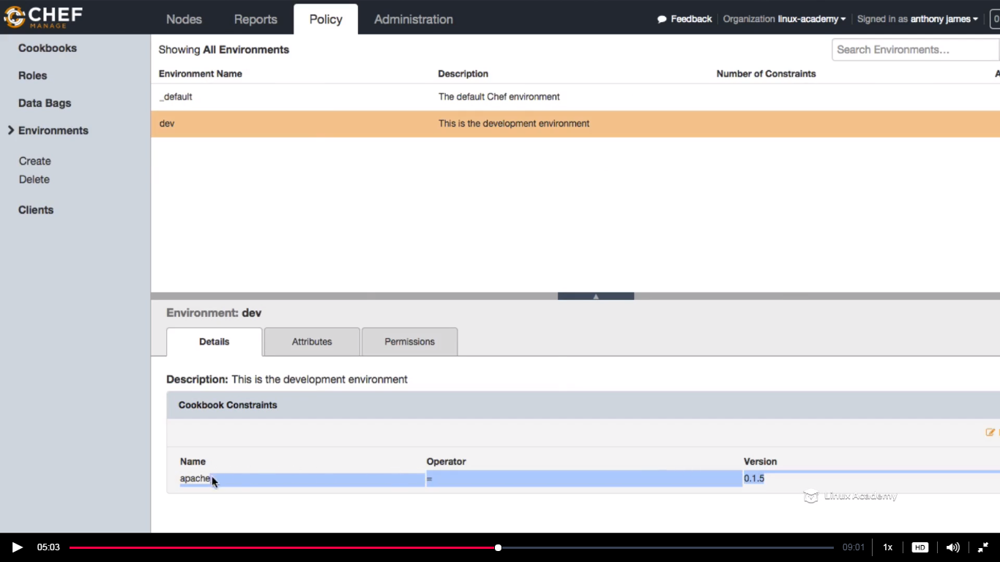 CHEF
MANAGE
Nodes
Reports
Policy
Administration
Feedback
Organization linux-academy
Signed in as anthony james
Cookbooks
Roles
Data Bags
Environments
Create
Delete
Clients
Showing All Environments
Search Environments...
Environment Name Description Number of Constraints
_default The default Chef environment
dev This is the development environment
Environment: dev
Details Attributes Permissions
Description: This is the development environment
Cookbook Constraints
Name Operator Version
apache = 0.1.5
Linux Academy
05:03 09:01 1x HD